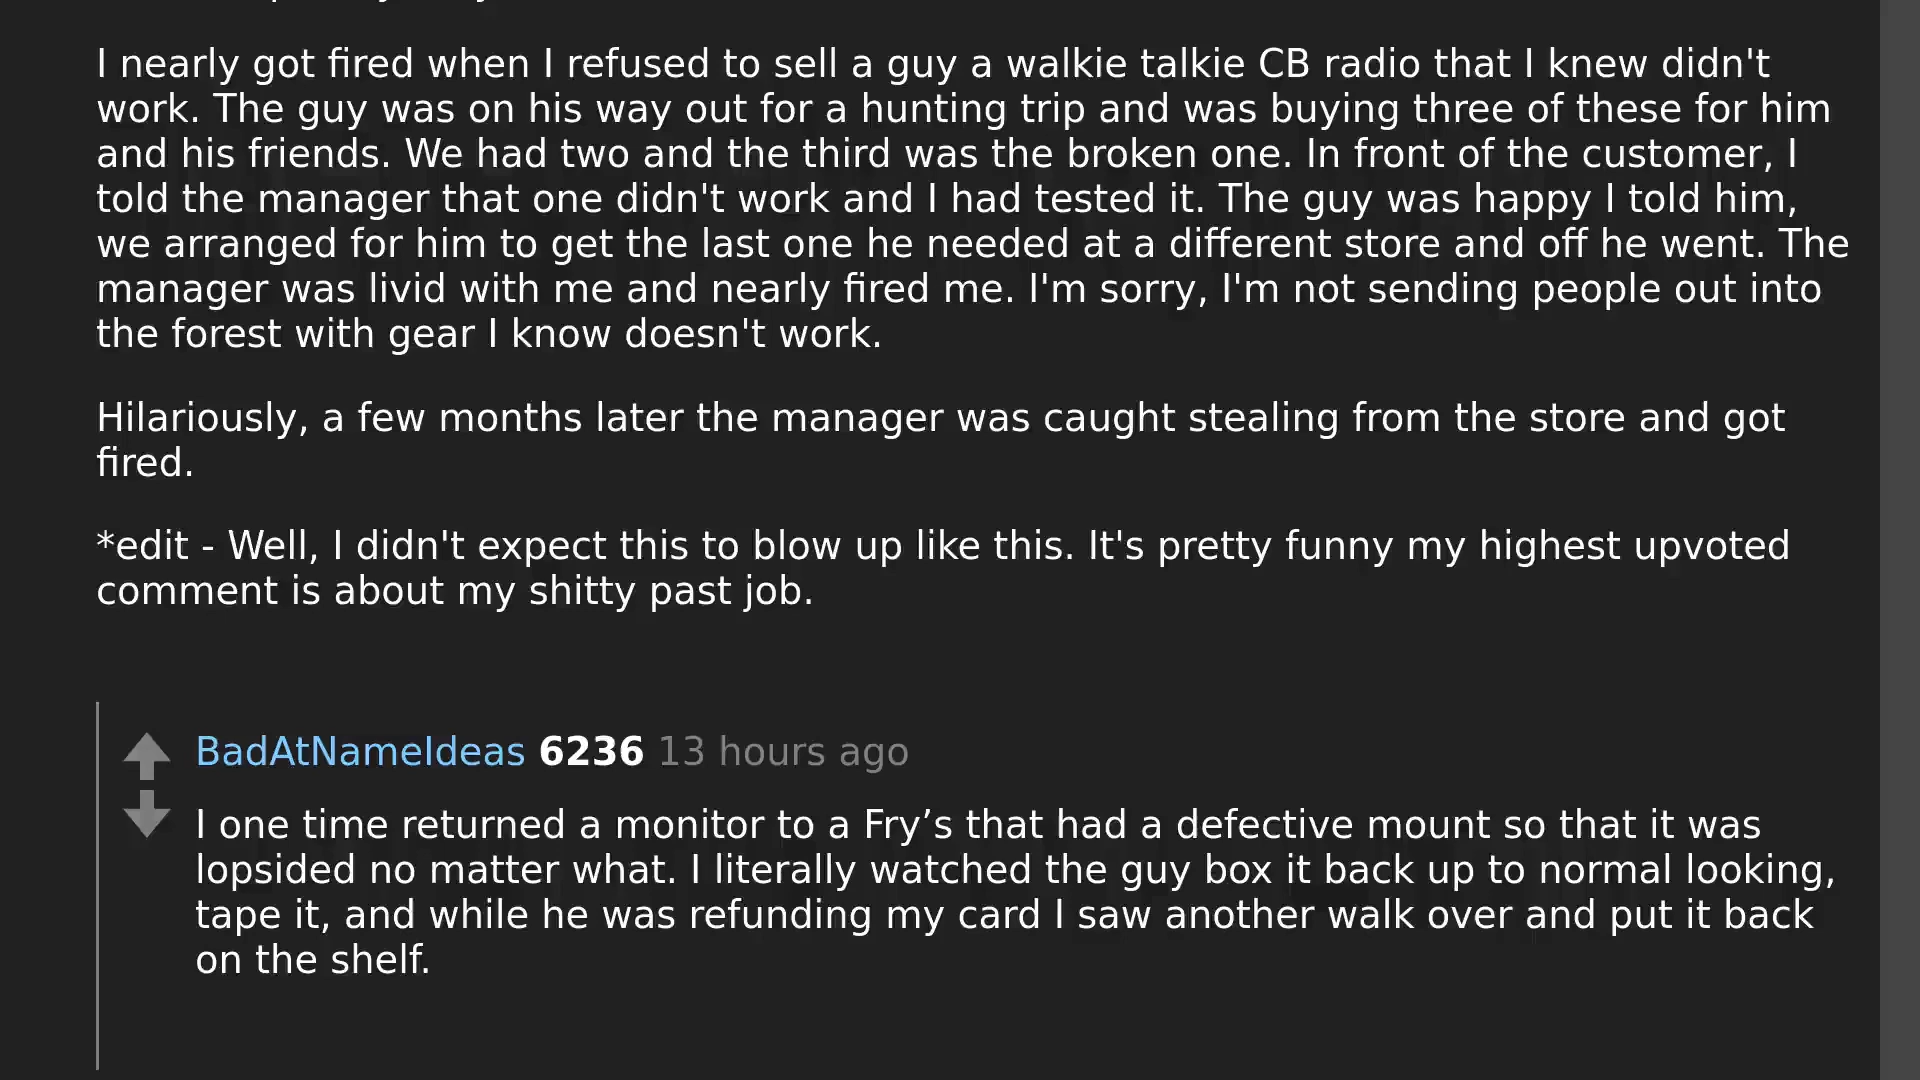 I nearly got fired when I refused to sell a guy a walkie talkie CB radio that I knew didn't
work. The guy was on his way out for a hunting trip and was buying three of these for him
and his friends. We had two and the third was the broken one. In front of the customer, I
told the manager that one didn't work and I had tested it. The guy was happy I told him,
we arranged for him to get the last one he needed at a different store and off he went. The
manager was livid with me and nearly fired me. I'm sorry, I'm not sending people out into
the forest with gear I know doesn't work.
Hilariously, a few months later the manager was caught stealing from the store and got
fired.
*edit - Well, I didn't expect this to blow up like this. It's pretty funny my highest upvoted
comment is about my shitty past job.
BadAtNameIdeas 6236 13 hours ago
I one time returned a monitor to a Fry’s that had a defective mount so that it was
lopsided no matter what. I literally watched the guy box it back up to normal looking,
tape it, and while he was refunding my card I saw another walk over and put it back
on the shelf.